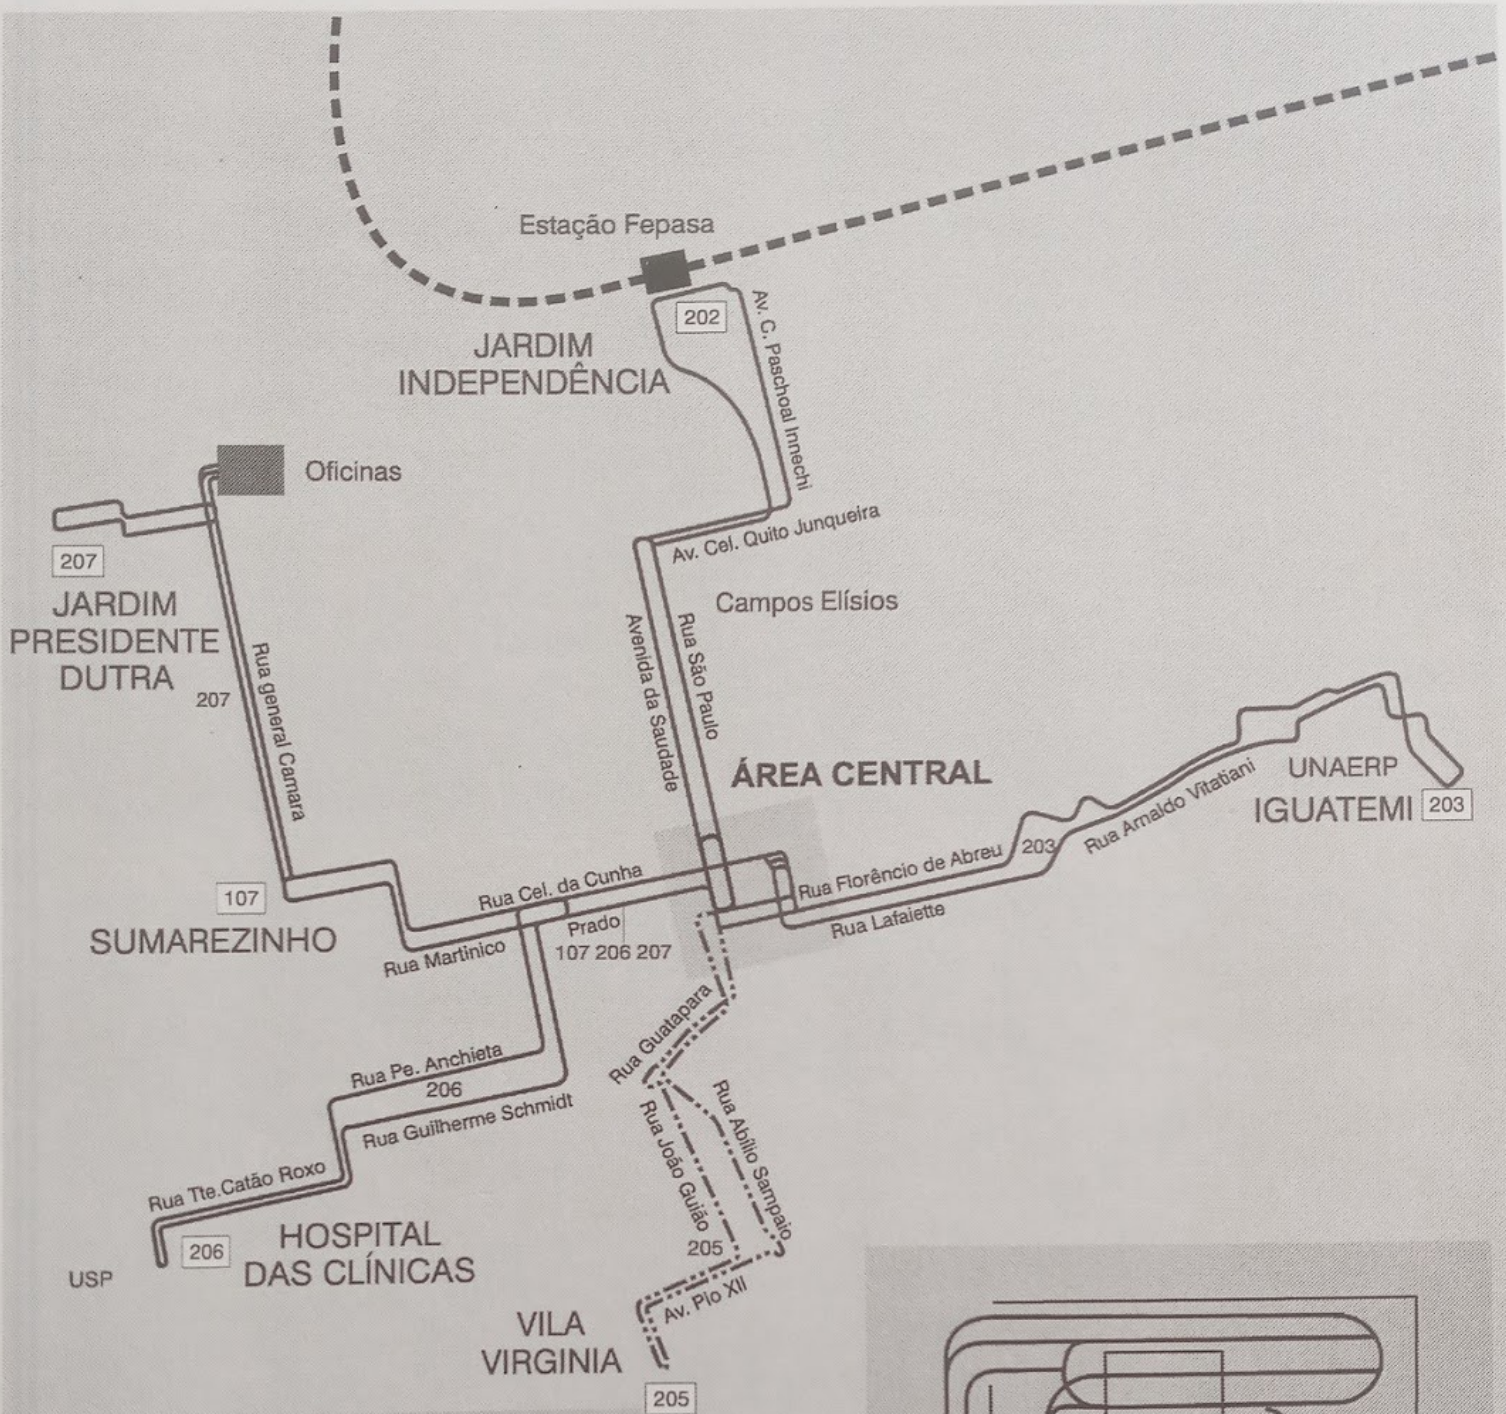 Estação Fepasa
202
Av. C. Paschoal Innechi
JARDIM
INDEPENDÊNCIA
Oficinas
Av. Cel. Quito Junqueira
207
JARDIM
PRESIDENTE
DUTRA
207
Rua general Camara
Campos Elísios
Avenida da Saudade
Rua São Paulo
ÁREA CENTRAL
UNAERP
IGUATEMI
203
Rua Arnaldo Vitatiani
203
Rua Florêncio de Abreu
Rua Lafaiette
107
SUMAREZINHO
Rua Cel. da Cunha
Rua Martinico
Prado
107 206 207
Rua Guatapara
Rua Pe. Anchieta
206
Rua Guilherme Schmidt
Rua João Guião
Rua Abílio Sampaio
Rua Tte.Catão Roxo
206
HOSPITAL
DAS CLÍNICAS
USP
205
Av. Pio XII
VILA
VIRGINIA
205